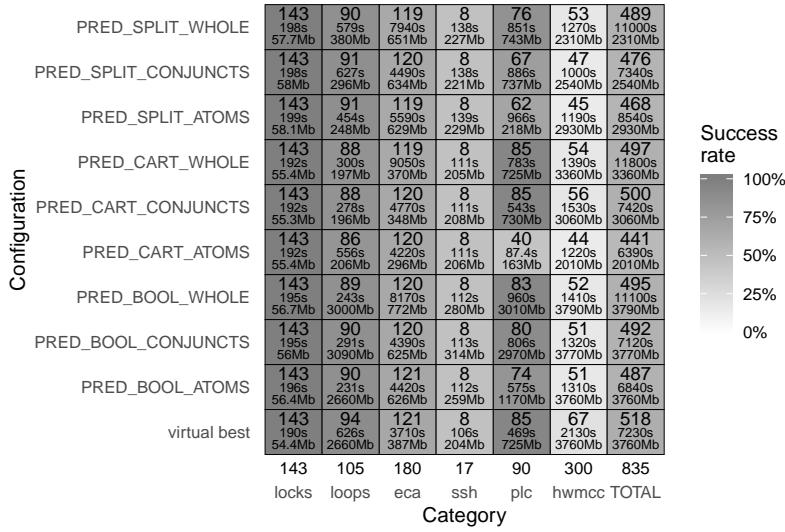 143 90 119 8 76 53 489
PRED_SPLIT_WHOLE 198s 579s 7940s 138s 851s 1270s 11000s
57.7Mb 380Mb 651Mb 227Mb 743Mb 2310Mb 2310Mb
143 91 120 8 67 47 476
PRED_SPLIT_CONJUNCTS 198s 627s 4490s 138s 886s 1000s 7340s
58Mb 296Mb 634Mb 221Mb 737Mb 2540Mb 2540Mb
143 91 119 8 62 45 468
PRED_SPLIT_ATOMS 199s 454s 5590s 139s 966s 1190s 8540s
58.1Mb 248Mb 629Mb 229Mb 218Mb 2930Mb 2930Mb
143 88 119 8 85 54 497
PRED_CART_WHOLE 192s 300s 9050s 111s 783s 1390s 11800s
55.4Mb 197Mb 370Mb 205Mb 725Mb 3360Mb 3360Mb
143 88 120 8 85 56 500
PRED_CART_CONJUNCTS 192s 278s 4770s 111s 543s 1530s 7420s
55.3Mb 196Mb 348Mb 208Mb 730Mb 3060Mb 3060Mb
143 86 120 8 40 44 441
PRED_CART_ATOMS 192s 556s 4220s 111s 87.4s 1220s 6390s
55.4Mb 206Mb 296Mb 206Mb 163Mb 2010Mb 2010Mb
143 89 120 8 83 52 495
PRED_BOOL_WHOLE 195s 243s 8170s 112s 960s 1410s 11100s
56.7Mb 3000Mb 772Mb 280Mb 3010Mb 3790Mb 3790Mb
143 90 120 8 80 51 492
PRED_BOOL_CONJUNCTS 195s 291s 4390s 113s 806s 1320s 7120s
56Mb 3090Mb 625Mb 314Mb 2970Mb 3770Mb 3770Mb
143 90 121 8 74 51 487
PRED_BOOL_ATOMS 196s 231s 4420s 112s 575s 1310s 6840s
56.4Mb 2660Mb 626Mb 259Mb 1170Mb 3760Mb 3760Mb
143 94 121 8 85 67 518
virtual best 190s 626s 3710s 106s 469s 2130s 7230s
54.4Mb 2660Mb 387Mb 204Mb 725Mb 3760Mb 3760Mb
143 105 180 17 90 300 835
locks loops eca ssh plc hwmcc TOTAL
Category
Configuration
Success
rate
100%
75%
50%
25%
0%